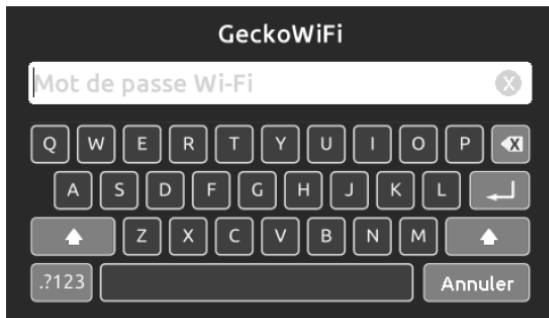 GeckoWiFi
Mot de passe Wi-Fi
Q W E R T Y U I O P
A S D F G H J K L
Z X C V B N M
.?123 Annuler